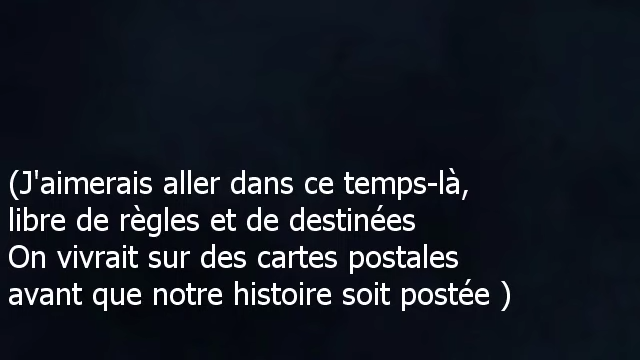 (J'aimerais aller dans ce temps-là,
libre de règles et de destinées
On vivrait sur des cartes postales
avant que notre histoire soit postée )